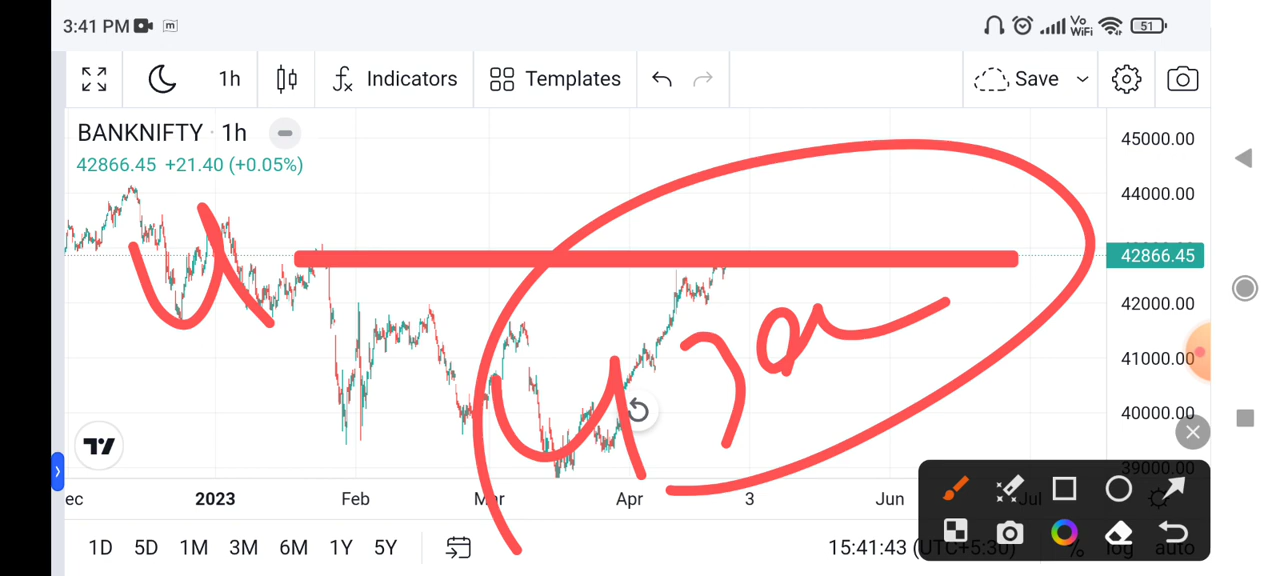 3:41 PM m Vo WiFi 51
1h Indicators Templates Save
BANKNIFTY · 1h
42866.45 +21.40 (+0.05%)
45000.00
44000.00
42866.45
42000.00
41000.00
40000.00
39000.00
ec 2023 Feb Mar Apr 3 Jun Jul
1D 5D 1M 3M 6M 1Y 5Y 15:41:43 (UTC+5:30) % log auto